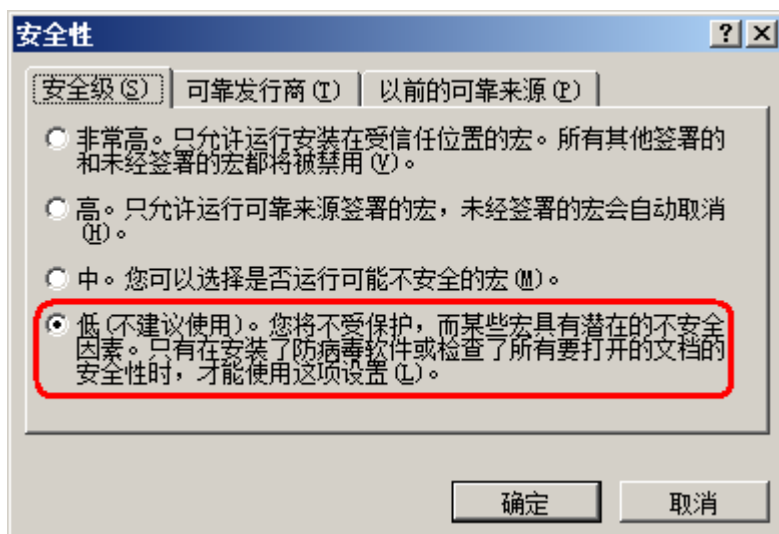 安全性
安全级(S) 可靠发行商(T) 以前的可靠来源(P)
非常高。只允许运行安装在受信任位置的宏。所有其他签署的
和未经签署的宏都将被禁用(V)。
高。只允许运行可靠来源签署的宏，未经签署的宏会自动取消
(H)。
中。您可以选择是否运行可能不安全的宏(M)。
低(不建议使用)。您将不受保护，而某些宏具有潜在的不安全
因素。只有在安装了防病毒软件或检查了所有要打开的文档的
安全性时，才能使用这项设置(L)。
确定 取消